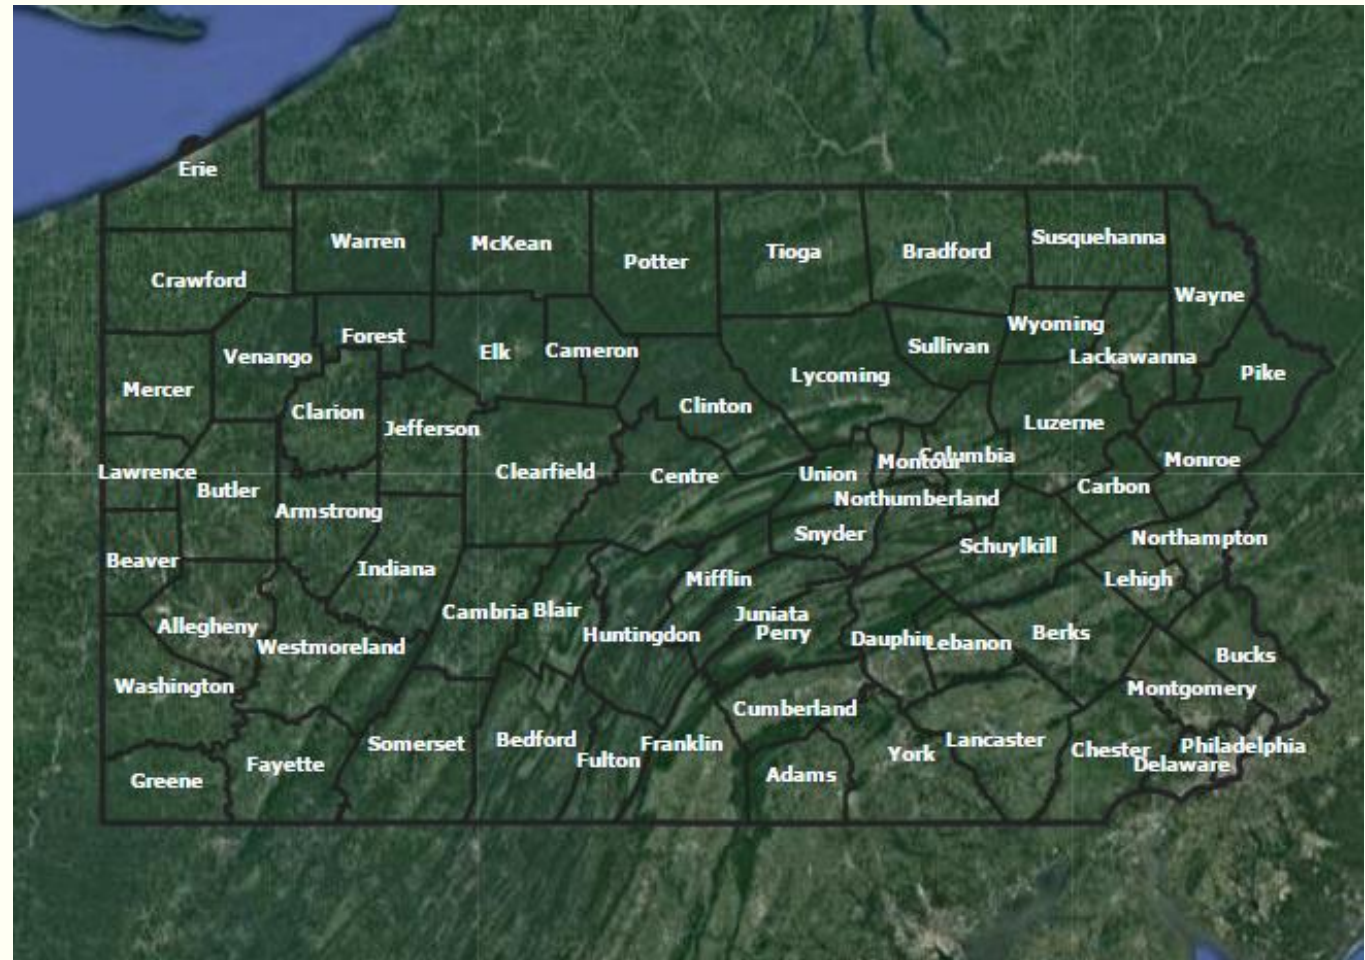 Erie
Warren
McKean
Potter
Tioga
Bradford
Susquehanna
Crawford
Wayne
Forest
Wyoming
Venango
Elk
Cameron
Sullivan
Lackawanna
Mercer
Lycoming
Pike
Clarion
Jefferson
Clinton
Luzerne
Lawrence
Butler
Clearfield
Centre
Union
Montour
Columbia
Monroe
Armstrong
Northumberland
Carbon
Beaver
Indiana
Snyder
Schuylkill
Northampton
Mifflin
Lehigh
Allegheny
Westmoreland
Cambria
Blair
Huntingdon
Juniata
Perry
Dauphin
Lebanon
Berks
Bucks
Washington
Cumberland
Montgomery
Greene
Fayette
Somerset
Bedford
Fulton
Franklin
Adams
York
Lancaster
Chester
Philadelphia
Delaware